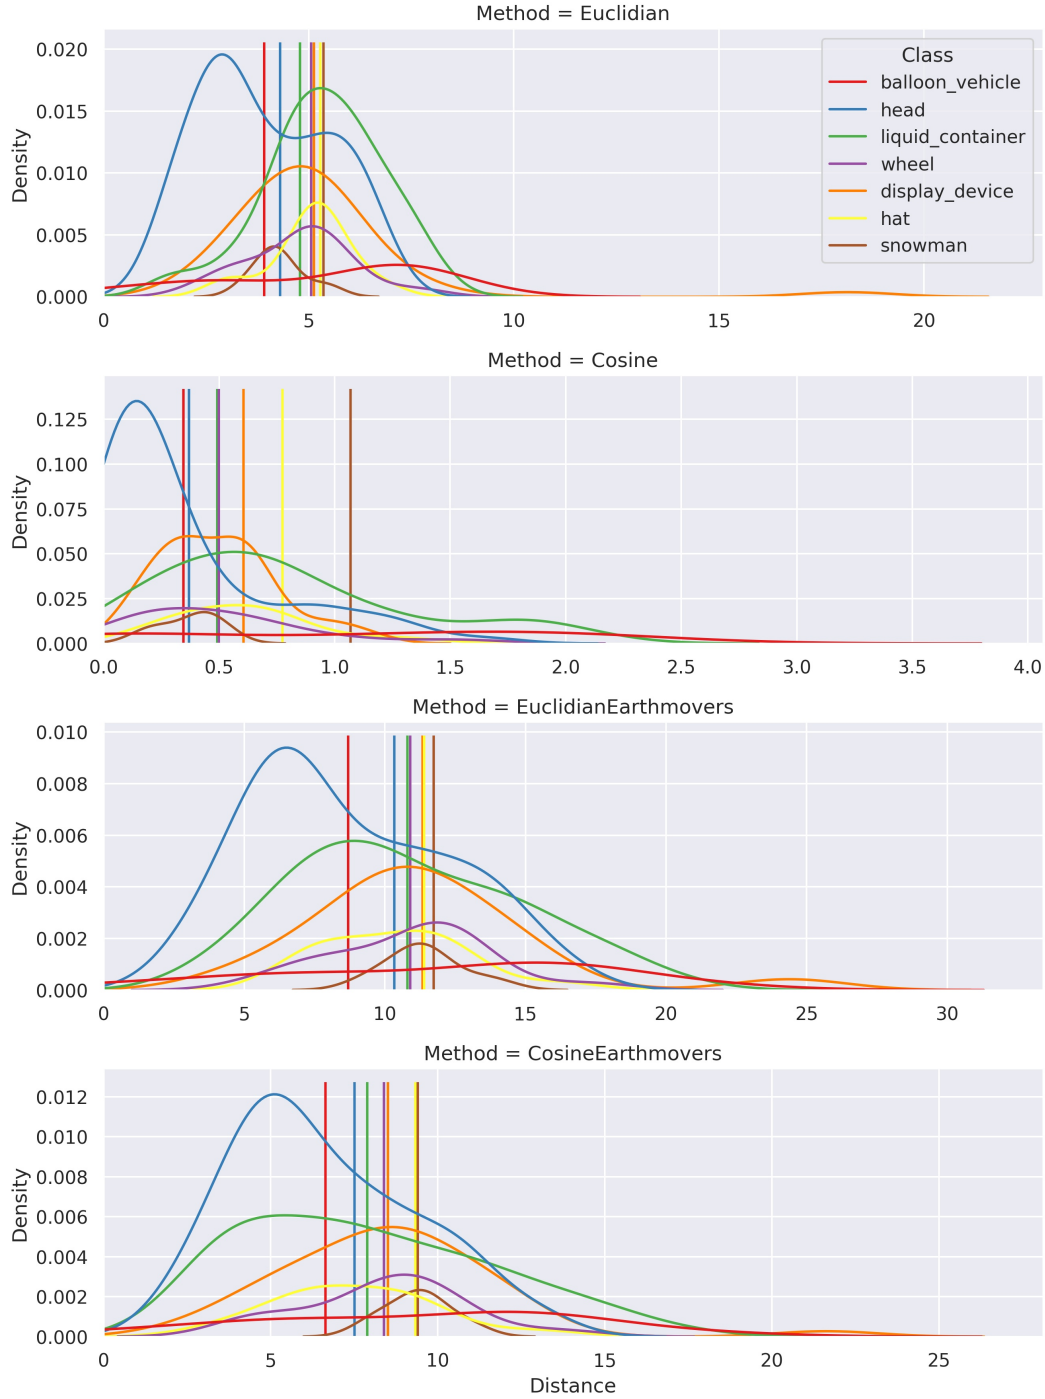 Method = Euclidian
Density
0.020
0.015
0.010
0.005
0.000
0 5 10 15 20
Class
balloon_vehicle
head
liquid_container
wheel
display_device
hat
snowman
Method = Cosine
Density
0.125
0.100
0.075
0.050
0.025
0.000
0.0 0.5 1.0 1.5 2.0 2.5 3.0 3.5 4.0
Method = EuclidianEarthmovers
Density
0.010
0.008
0.006
0.004
0.002
0.000
0 5 10 15 20 25 30
Method = CosineEarthmovers
Density
0.012
0.010
0.008
0.006
0.004
0.002
0.000
0 5 10 15 20 25
Distance